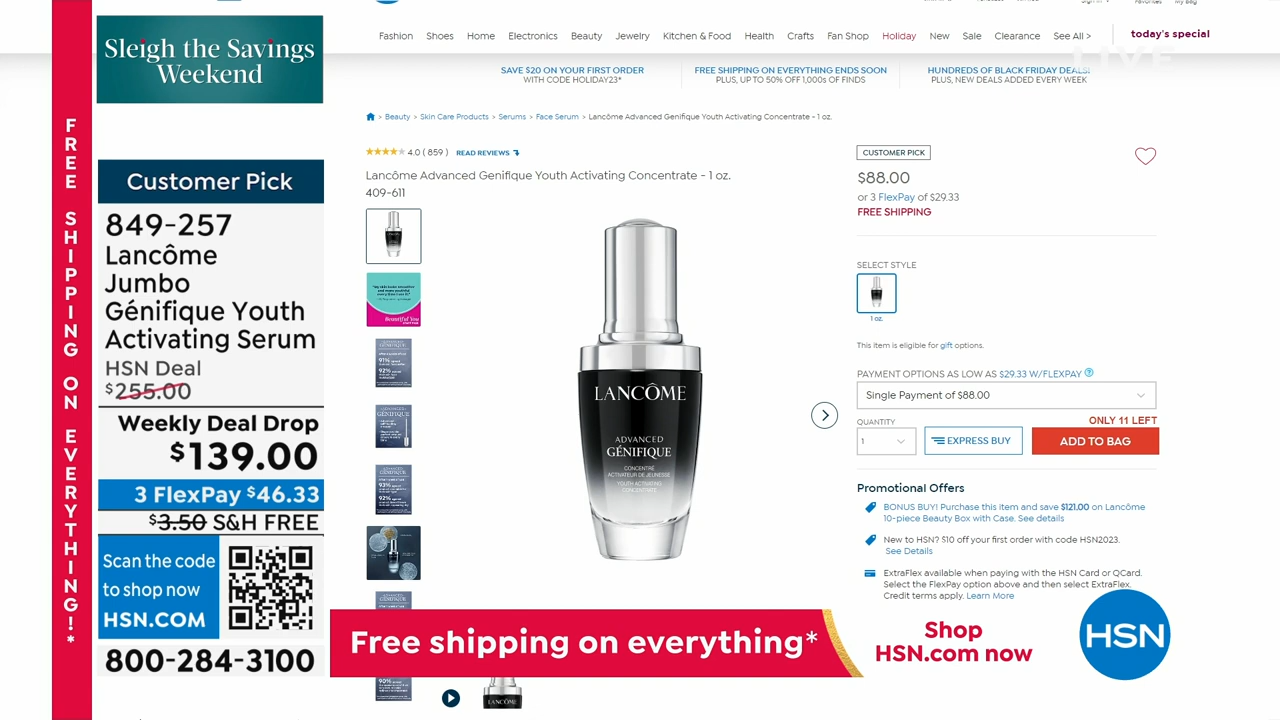 FREE SHIPPING ON EVERYTHING!*
Sleigh the Savings
Weekend
Customer Pick
849-257
Lancôme
Jumbo
Génifique Youth
Activating Serum
HSN Deal
$255.00
Weekly Deal Drop
$139.00
3 FlexPay $46.33
$3.50 S&H FREE
Scan the code
to shop now
HSN.COM
800-284-3100
Fashion Shoes Home Electronics Beauty Jewelry Kitchen & Food Health Crafts Fan Shop Holiday New Sale Clearance See All > today's special
LIVE
SAVE $20 ON YOUR FIRST ORDER
WITH CODE HOLIDAY23*
FREE SHIPPING ON EVERYTHING ENDS SOON
PLUS, UP TO 50% OFF 1,000s OF FINDS
HUNDREDS OF BLACK FRIDAY DEALS!
PLUS, NEW DEALS ADDED EVERY WEEK
> Beauty > Skin Care Products > Serums > Face Serum > Lancôme Advanced Genifique Youth Activating Concentrate - 1 oz.
4.0 ( 859 ) READ REVIEWS
Lancôme Advanced Genifique Youth Activating Concentrate - 1 oz.
409-611
LANCÔME
ADVANCED
GÉNIFIQUE
CONCENTRÉ
ACTIVATEUR DE JEUNESSE
YOUTH ACTIVATING
CONCENTRATE
CUSTOMER PICK
$88.00
or 3 FlexPay of $29.33
FREE SHIPPING
SELECT STYLE
1 oz.
This item is eligible for gift options.
PAYMENT OPTIONS AS LOW AS $29.33 W/FLEXPAY
Single Payment of $88.00
ONLY 11 LEFT
QUANTITY
1
EXPRESS BUY
ADD TO BAG
Promotional Offers
BONUS BUY! Purchase this item and save $121.00 on Lancôme
10-piece Beauty Box with Case. See details
New to HSN? $10 off your first order with code HSN2023.
See Details
ExtraFlex available when paying with the HSN Card or QCard.
Select the FlexPay option above and then select ExtraFlex.
Credit terms apply. Learn More
Free shipping on everything*
Shop
HSN.com now
HSN
LANCÔME